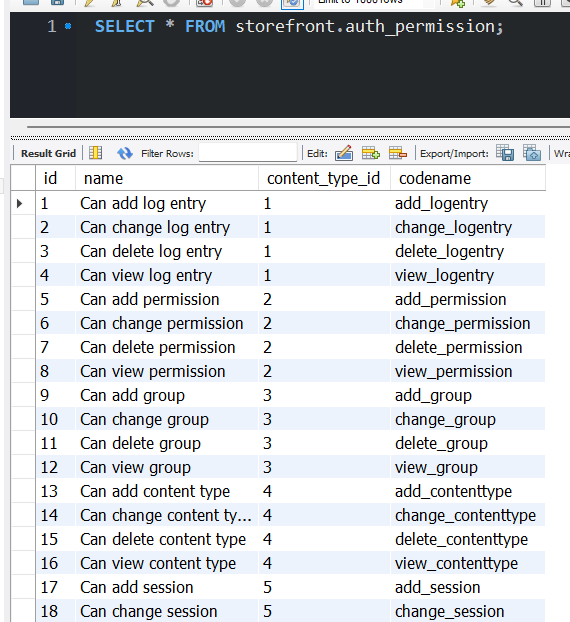 1 SELECT * FROM storefront.auth_permission;
Result Grid Filter Rows: Edit: Export/Import:
id name content_type_id codename
1 Can add log entry 1 add_logentry
2 Can change log entry 1 change_logentry
3 Can delete log entry 1 delete_logentry
4 Can view log entry 1 view_logentry
5 Can add permission 2 add_permission
6 Can change permission 2 change_permission
7 Can delete permission 2 delete_permission
8 Can view permission 2 view_permission
9 Can add group 3 add_group
10 Can change group 3 change_group
11 Can delete group 3 delete_group
12 Can view group 3 view_group
13 Can add content type 4 add_contenttype
14 Can change content ty... 4 change_contenttype
15 Can delete content type 4 delete_contenttype
16 Can view content type 4 view_contenttype
17 Can add session 5 add_session
18 Can change session 5 change_session